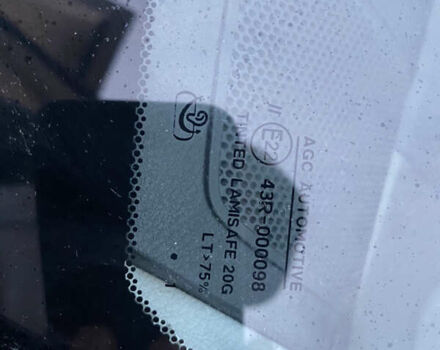 AGC AUTOMOTIVE
// E22 43R-000098
TINTED LAMISAFE 20G
LT>75%